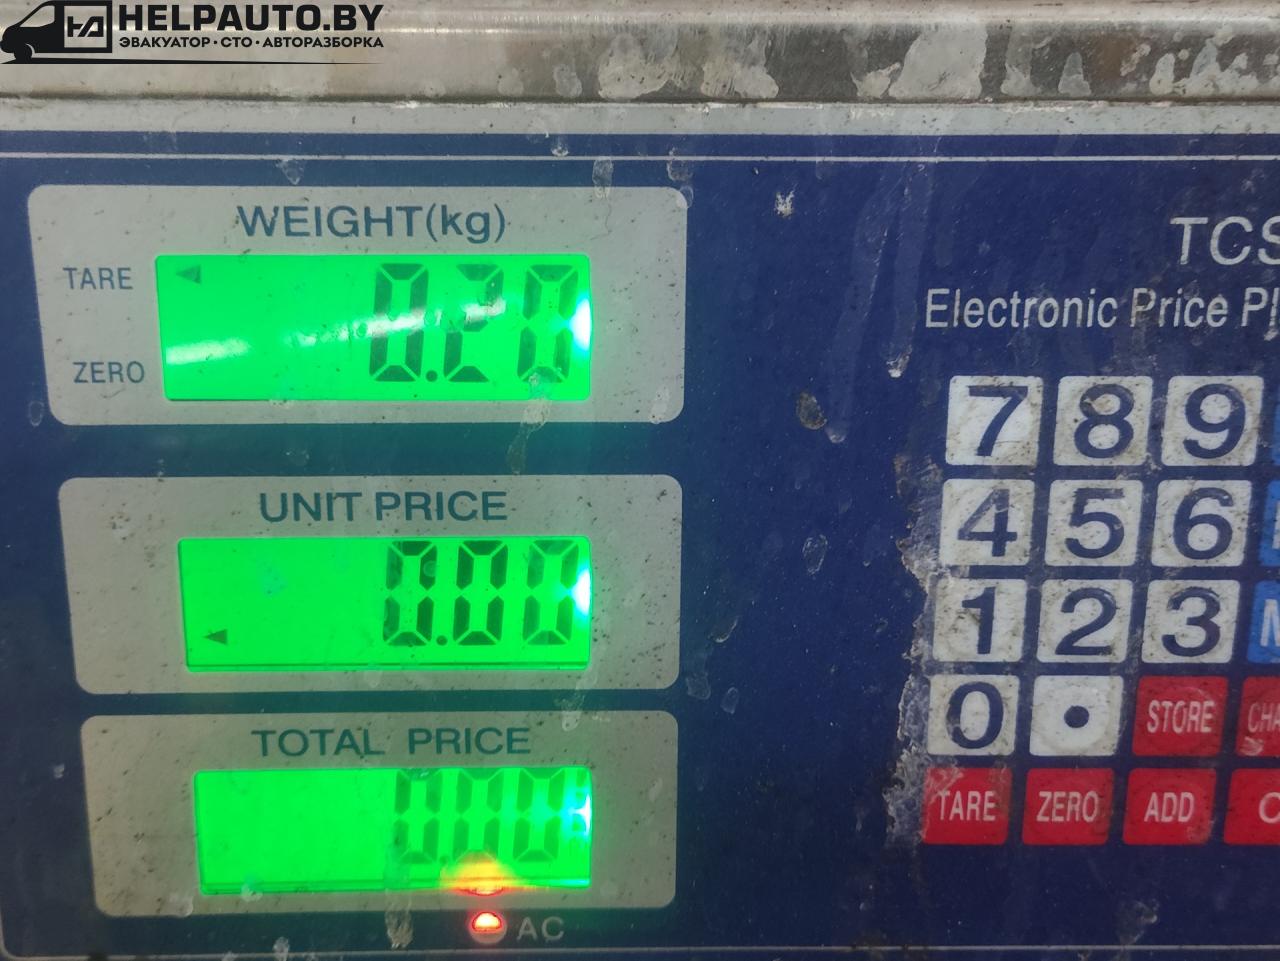 HELPAUTO.BY
ЭВАКУАТОР · СТО · АВТОРАЗБОРКА
WEIGHT(kg)
TARE
0.20
ZERO
UNIT PRICE
0.00
TOTAL PRICE
0.00
AC
TCS
Electronic Price Pl
7 8 9
4 5 6
1 2 3
0 • STORE
TARE ZERO ADD